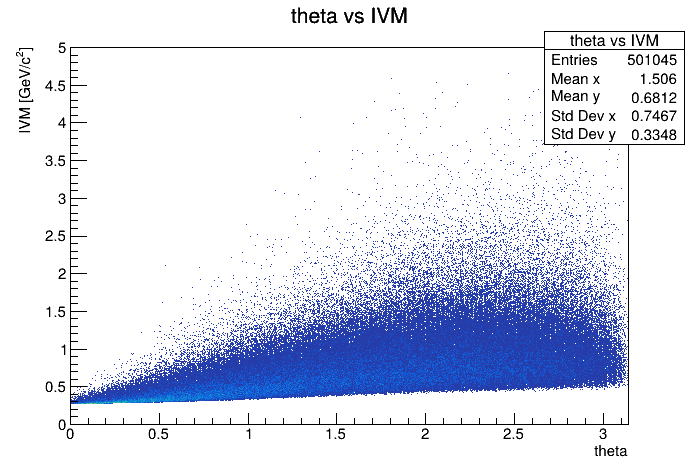 theta vs IVM
theta vs IVM
Entries 501045
Mean x 1.506
Mean y 0.6812
Std Dev x 0.7467
Std Dev y 0.3348
IVM [GeV/c²]
5
4.5
4
3.5
3
2.5
2
1.5
1
0.5
0
0 0.5 1 1.5 2 2.5 3
theta